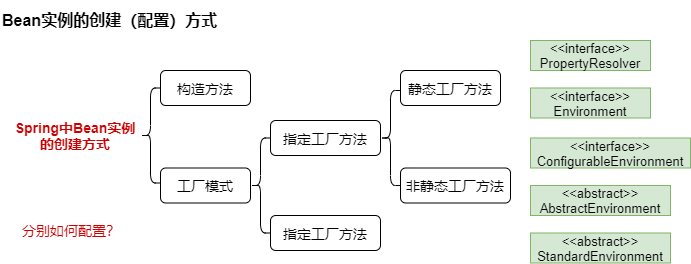 Bean实例的创建（配置）方式
Spring中Bean实例
的创建方式
构造方法
工厂模式
指定工厂方法
静态工厂方法
非静态工厂方法
指定工厂方法
分别如何配置？
<<interface>>
PropertyResolver
<<interface>>
Environment
<<interface>>
ConfigurableEnvironment
<<abstract>>
AbstractEnvironment
<<abstract>>
StandardEnvironment